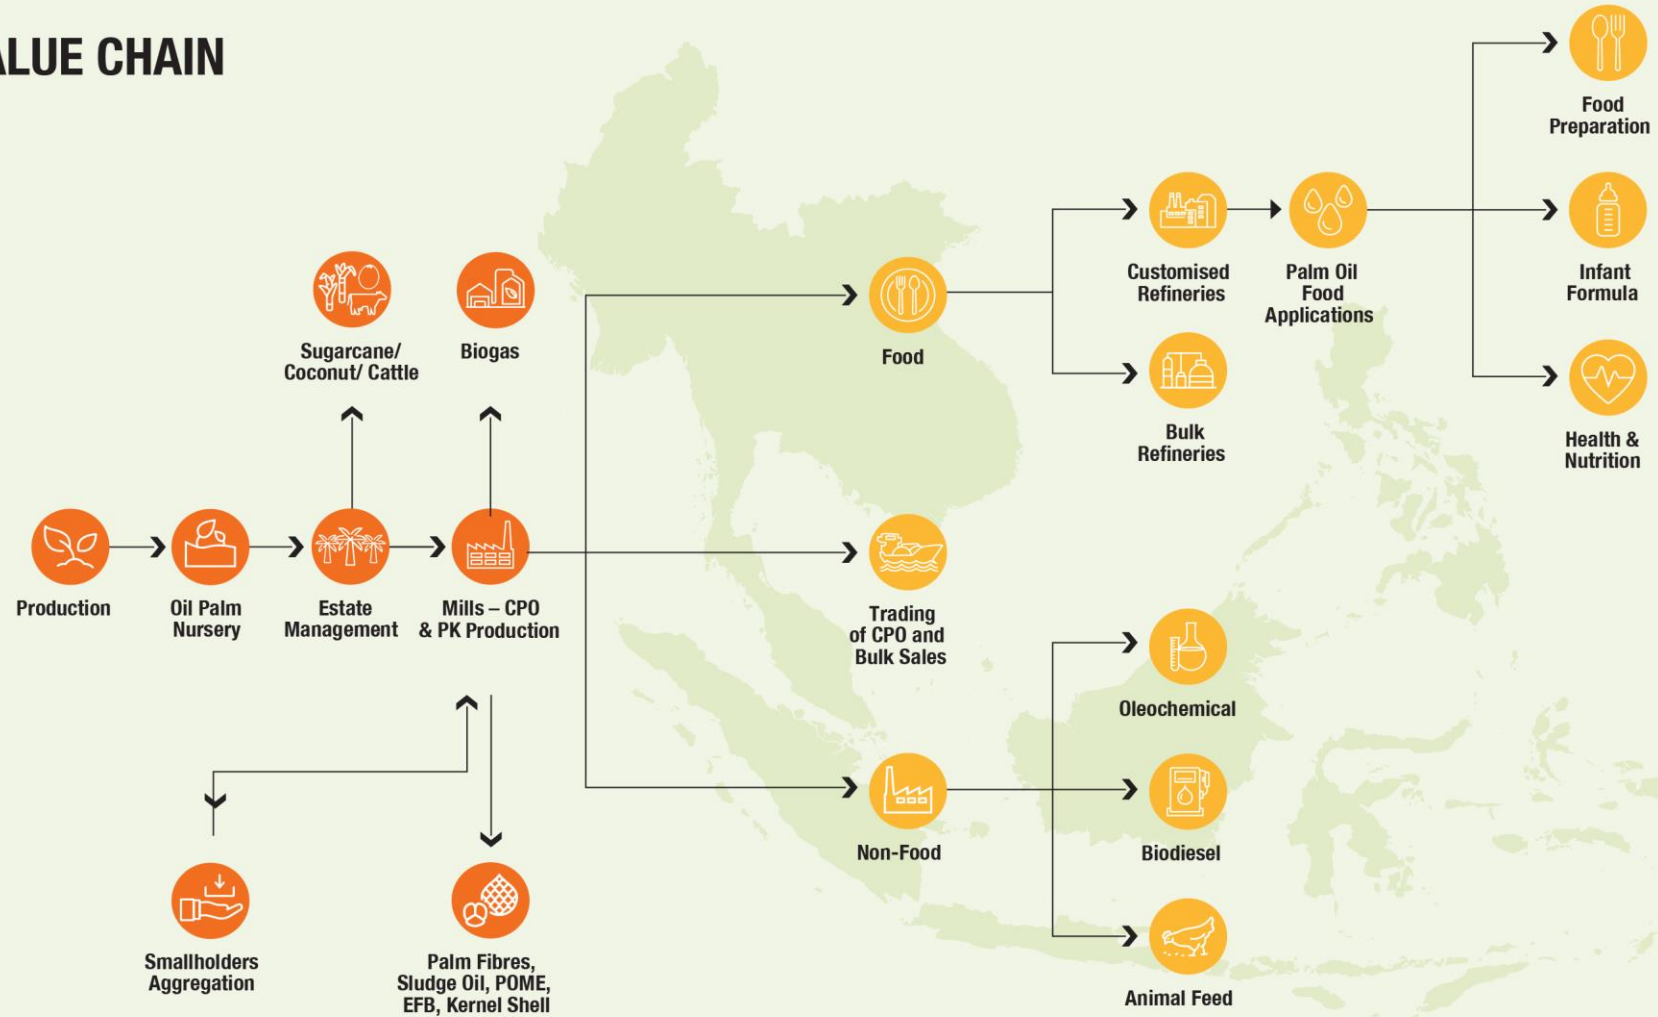 ALUE CHAIN
Food
Preparation
Infant
Formula
Health &
Nutrition
Customised
Refineries
Palm Oil
Food
Applications
Bulk
Refineries
Sugarcane/
Coconut/ Cattle
Biogas
Food
Production
Oil Palm
Nursery
Estate
Management
Mills – CPO
& PK Production
Trading
of CPO and
Bulk Sales
Oleochemical
Non-Food
Biodiesel
Smallholders
Aggregation
Palm Fibres,
Sludge Oil, POME,
EFB, Kernel Shell
Animal Feed